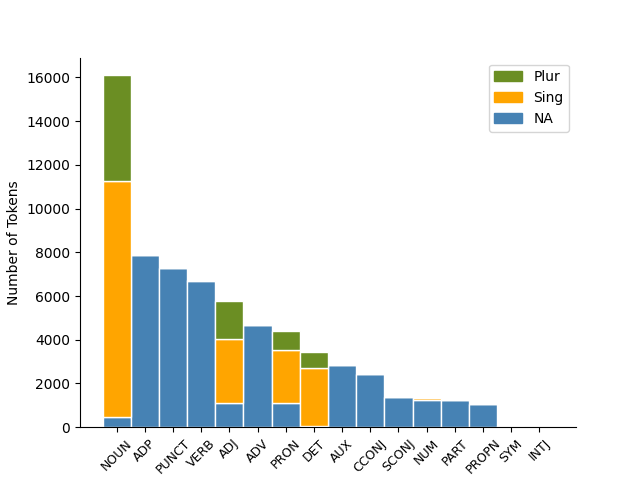 Plur
Sing
NA
Number of Tokens
16000
14000
12000
10000
8000
6000
4000
2000
0
NOUN
ADP
PUNCT
VERB
ADJ
ADV
PRON
DET
AUX
CCONJ
SCONJ
NUM
PART
PROPN
SYM
INTJ